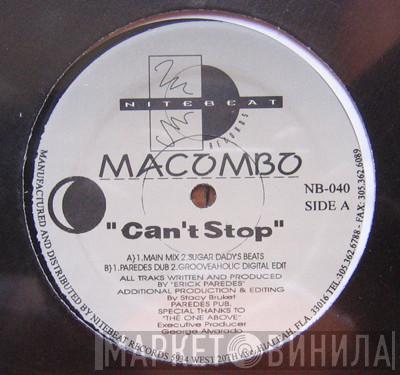 NITEBEAT
RECORDS
MACOMBO
NB-040
SIDE A
"Can't Stop"
A)1.MAIN MIX 2.SUGAR DADYS BEATS
B)1.PAREDES DUB 2.GROOVEAHOLIC DIGITAL EDIT
ALL TRAKS WRITTEN AND PRODUCED
BY "ERICK PAREDES"
ADDITIONAL PRODUCTION & EDITING
By Stacy Bruket
PAREDES PUB.
SPECIAL THANKS TO
"THE ONE ABOVE"
Executive Producer
George Alvarado
MANUFACTURED AND DISTRIBUTED BY NITEBEAT RECORDS 5994 WEST 20TH AVE. HIALEAH, FLA. 33016 TEL.305.362.6788 - FAX: 305.362.6089
МАРКЕТ ВИНИЛА